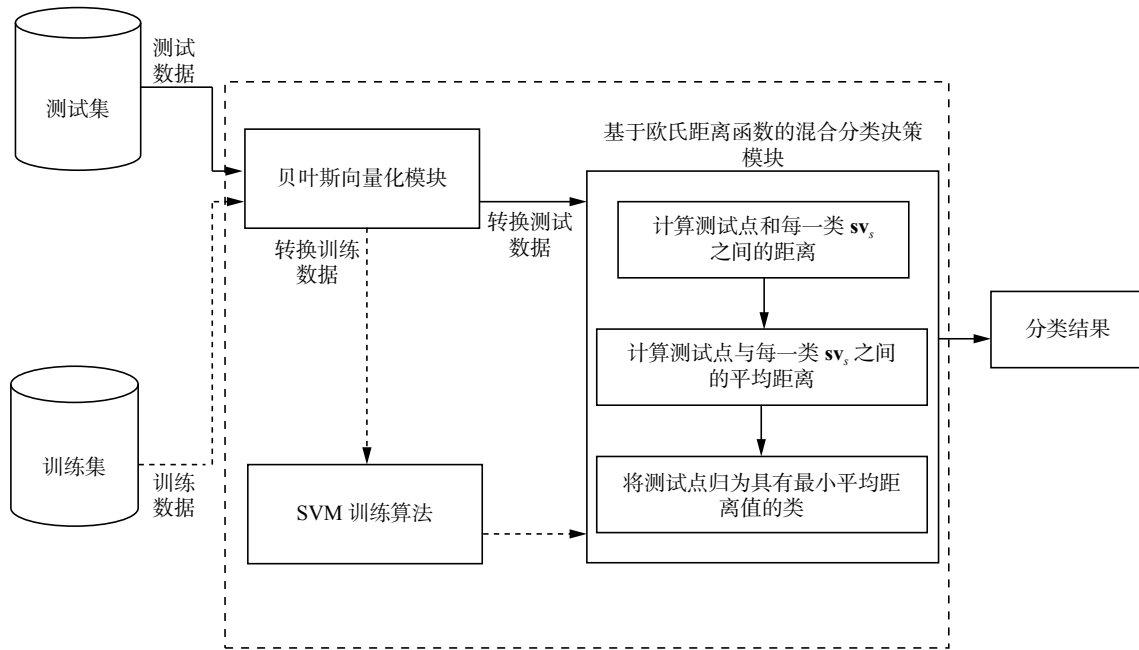 测试
数据
测试集
基于欧氏距离函数的混合分类决策
模块
贝叶斯向量化模块
转换测试
数据
转换训练
数据
计算测试点和每一类 svₛ
之间的距离
计算测试点与每一类 svₛ 之间
的平均距离
分类结果
训练集
训练
数据
SVM 训练算法
将测试点归为具有最小平均距
离值的类